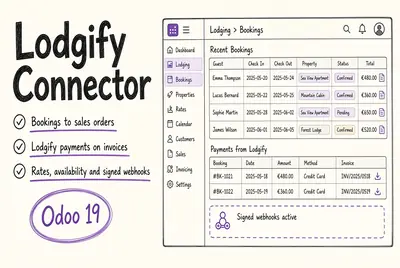 Lodgify
Connector
Bookings to sales orders
Lodgify payments on invoices
Rates, availability and signed webhooks
Odoo 19
Lodging > Bookings
Dashboard
Lodging
Bookings
Properties
Rates
Calendar
Customers
Sales
Invoicing
Settings
Recent Bookings
Guest Check In Check Out Property Status Total
Emma Thompson 2025-05-20 2025-05-24 Sea View Apartment Confirmed €480.00
Lucas Bernard 2025-05-22 2025-05-25 Mountain Cabin Confirmed €360.00
Sophie Martin 2025-05-28 2025-06-02 Sea View Apartment Pending €650.00
James Wilson 2025-06-01 2025-06-05 Forest Lodge Confirmed €520.00
Payments from Lodgify
Booking Date Amount Method Invoice
#BK-1021 2025-05-18 €480.00 Credit Card INV/2025/0518
#BK-1022 2025-05-19 €360.00 Credit Card INV/2025/0519
Signed webhooks active